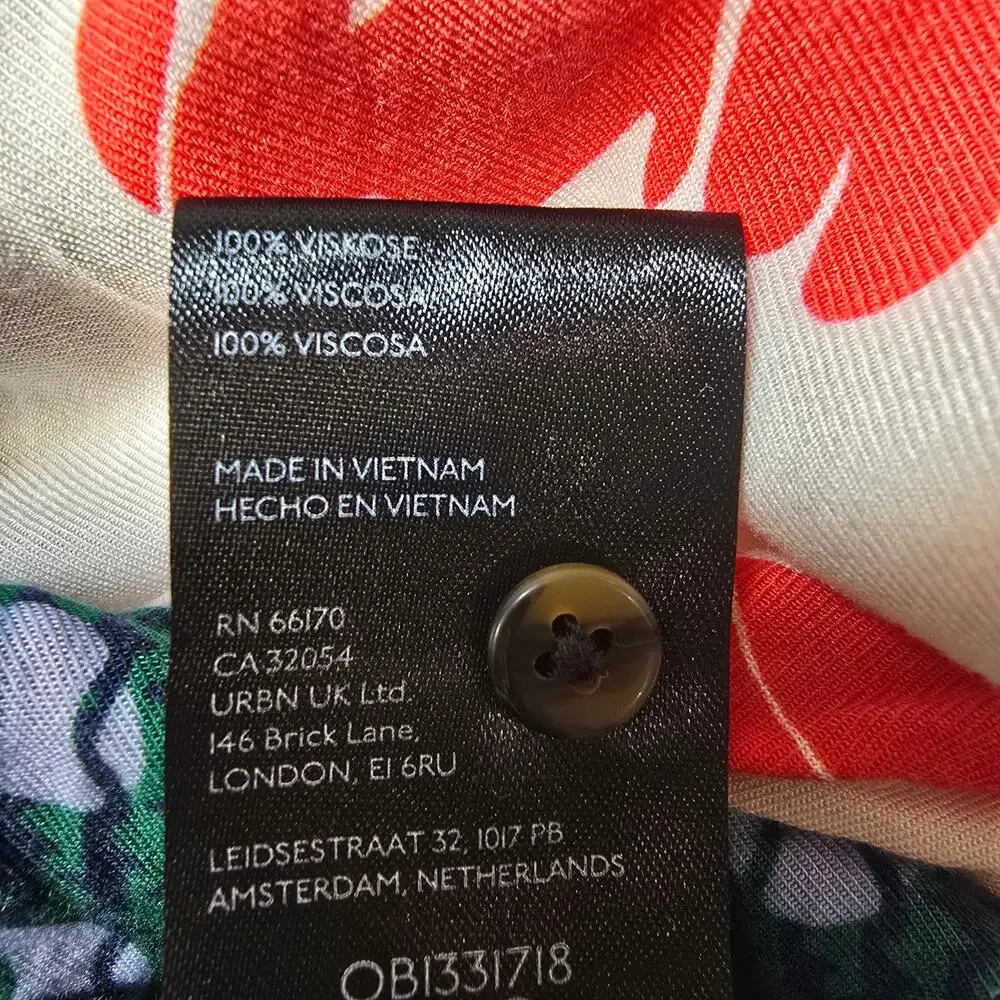 100% VISKOSE
100% VISCOSA
100% VISCOSA
MADE IN VIETNAM
HECHO EN VIETNAM
RN 66170
CA 32054
URBN UK Ltd.
146 Brick Lane,
LONDON, E1 6RU
LEIDSESTRAAT 32, 1017 PB
AMSTERDAM, NETHERLANDS
OB1331718